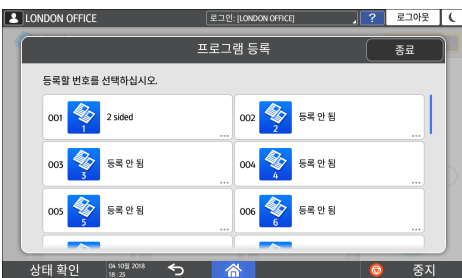 LONDON OFFICE
로그인: [LONDON OFFICE]
?
로그아웃
프로그램 등록
종료
등록할 번호를 선택하십시오.
001 1 2 sided
002 2 등록 안 됨
003 3 등록 안 됨
004 4 등록 안 됨
005 5 등록 안 됨
006 6 등록 안 됨
상태 확인
04 10월 2018
18 : 25
중지